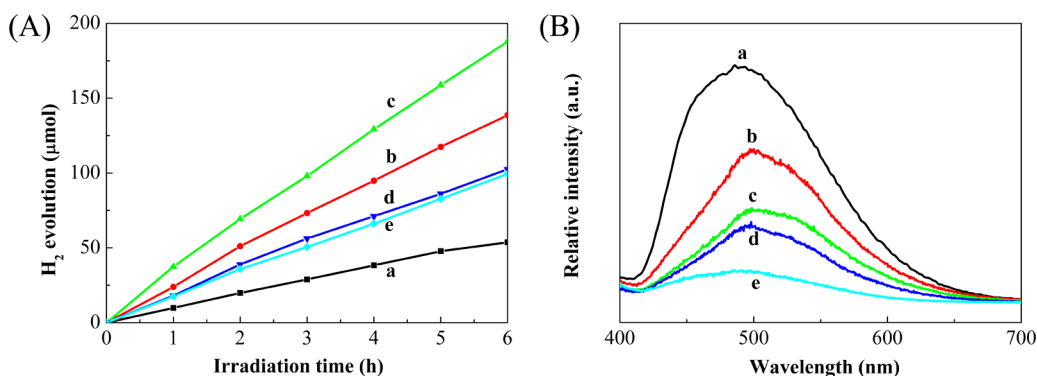 (A)
200
150
100
50
0
H₂ evolution (μmol)
c
b
d
e
a
0 1 2 3 4 5 6
Irradiation time (h)
(B)
Relative intensity (a.u.)
a
b
c
d
e
400 500 600 700
Wavelength (nm)